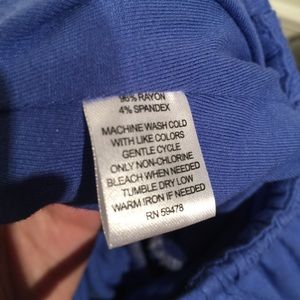 96% RAYON
4% SPANDEX
MACHINE WASH COLD
WITH LIKE COLORS
GENTLE CYCLE
ONLY NON-CHLORINE
BLEACH WHEN NEEDED
TUMBLE DRY LOW
WARM IRON IF NEEDED
RN 59478